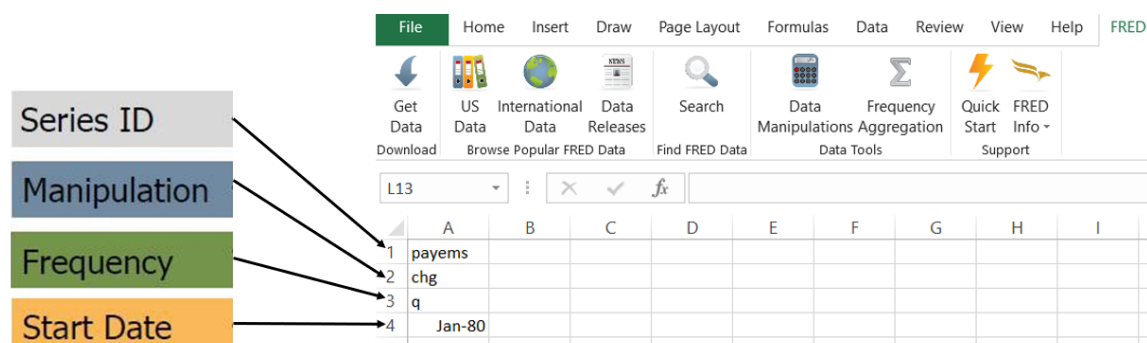 Series ID
Manipulation
Frequency
Start Date
File Home Insert Draw Page Layout Formulas Data Review View Help FRED
NEWS
Get Data
US Data
International Data
Data Releases
Search
Data Manipulations
Frequency Aggregation
Quick Start
FRED Info
Download
Browse Popular FRED Data
Find FRED Data
Data Tools
Support
L13
fx
A B C D E F G H I
1 payems
2 chg
3 q
4 Jan-80